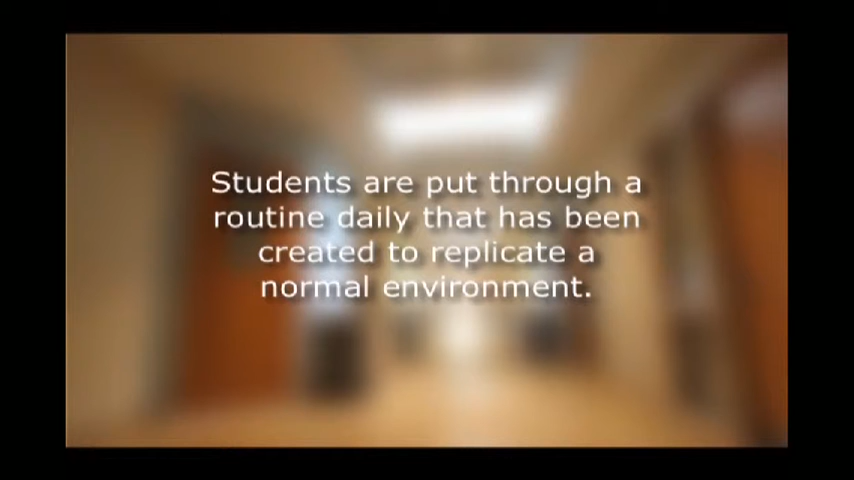 Students are put through a
routine daily that has been
created to replicate a
normal environment.